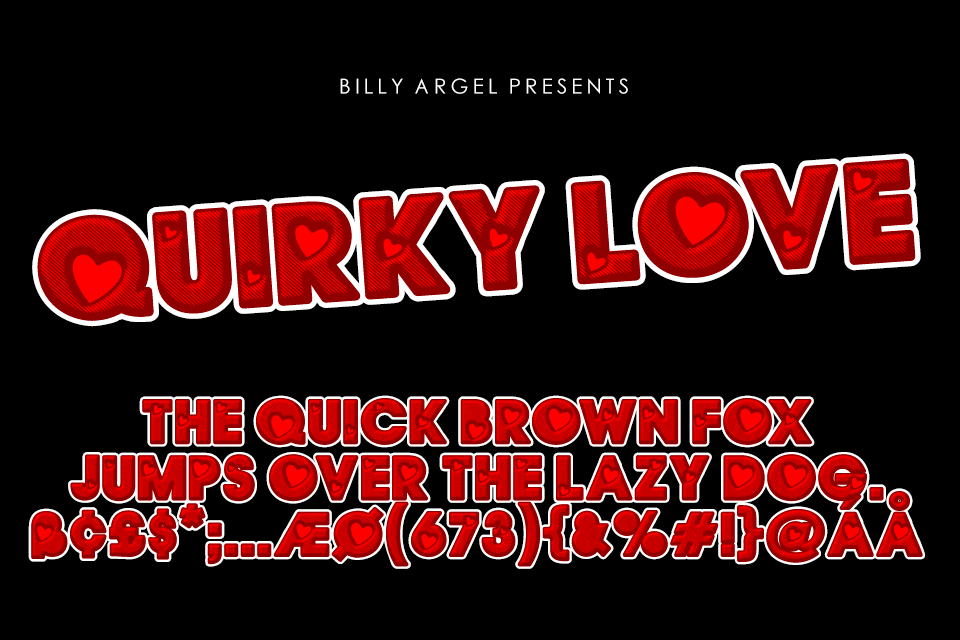 BILLY ARGEL PRESENTS
QUIRKY LOVE
THE QUICK BROWN FOX
JUMPS OVER THE LAZY DOG.
ß¢£$*;...ÆØ(673){&%#!}@ÁÅ